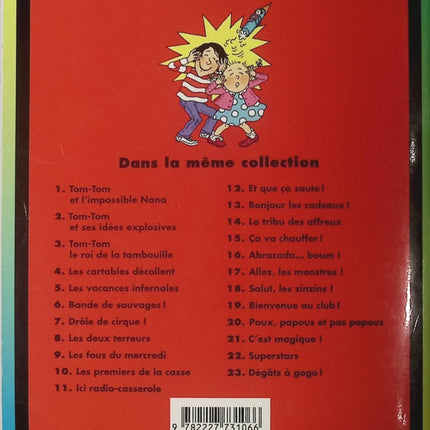 Dans la même collection
1. Tom-Tom
et l'impossible Nana
2. Tom-Tom
et ses idées explosives
3. Tom-Tom
le roi de la tambouille
4. Les cartables décollent
5. Les vacances infernales
6. Bande de sauvages !
7. Drôle de cirque !
8. Les deux terreurs
9. Les fous du mercredi
10. Les premiers de la casse
11. Ici radio-casserole
12. Et que ça saute !
13. Bonjour les cadeaux !
14. La tribu des affreux
15. Ça va chauffer !
16. Abracada... boum !
17. Allez, les monstres !
18. Salut, les zinzins !
19. Bienvenue au club !
20. Poux, papous et pas papous
21. C'est magique !
22. Superstars
23. Dégâts à gogo !
9 782227 731066